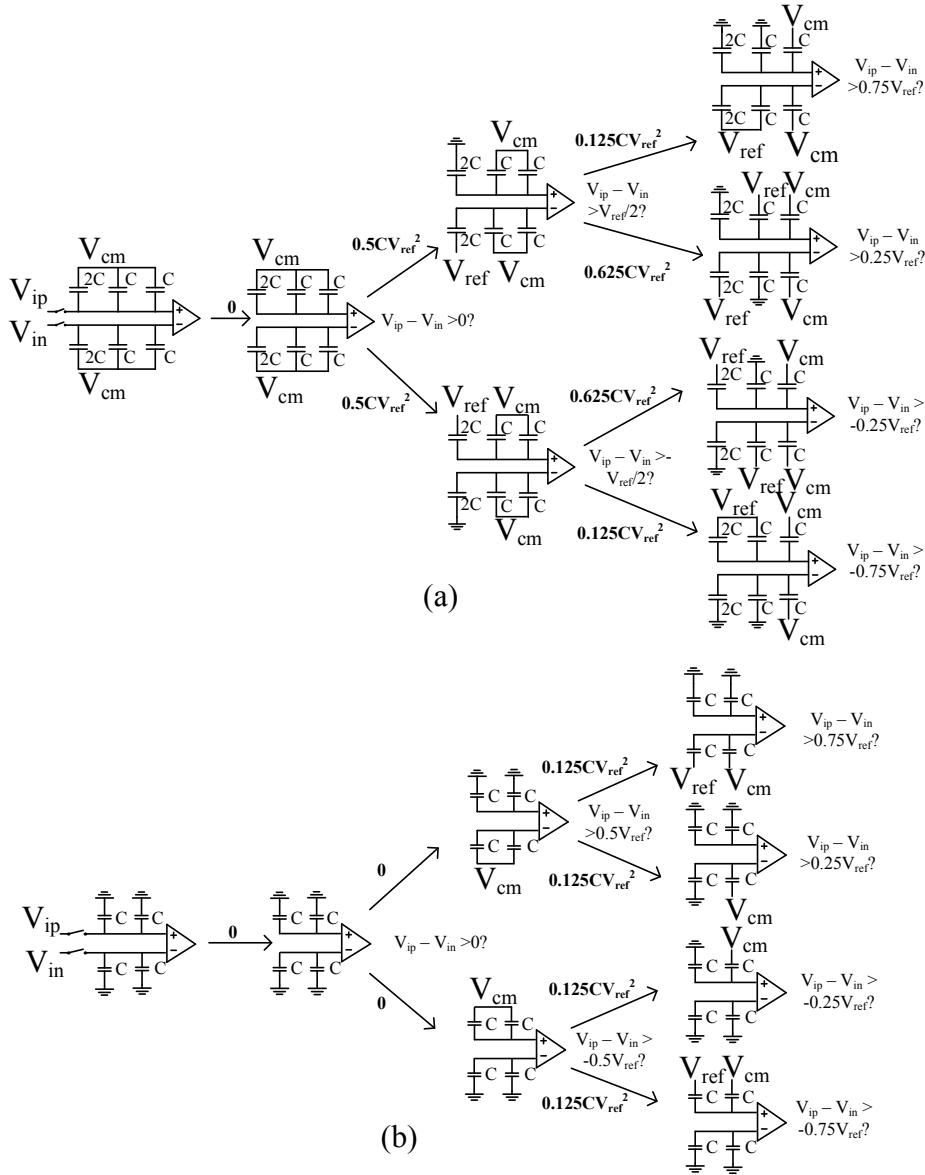 V_cm
2C C C
V_ip
V_in
+
−
2C C C
V_cm
0
V_cm
2C C C
+
−
2C C C
V_cm
V_ip – V_in >0?
0.5CV_ref^2
0.5CV_ref^2
V_cm
2C C C
+
−
2C C C
V_ref V_cm
V_ip – V_in
>V_ref/2?
V_ref V_cm
2C C C
+
−
2C C C
V_cm
V_ip – V_in >-
V_ref/2?
0.125CV_ref^2
0.625CV_ref^2
0.625CV_ref^2
0.125CV_ref^2
V_cm
2C C C
+
−
2C C C
V_ref V_cm
V_ip – V_in
>0.75V_ref?
V_ref V_cm
2C C C
+
−
2C C C
V_ref V_cm
V_ip – V_in
>0.25V_ref?
V_ref V_cm
2C C C
+
−
2C C C
V_ref V_cm
V_ip – V_in >
-0.25V_ref?
V_ref V_cm
2C C C
+
−
2C C C
V_cm
V_ip – V_in >
-0.75V_ref?
(a)
C C
V_ip
V_in
+
−
C C
0
C C
+
−
C C
V_ip – V_in >0?
0
0
C C
+
−
C C
V_cm
V_ip – V_in
>0.5V_ref?
V_cm
C C
+
−
C C
V_ip – V_in >
-0.5V_ref?
0.125CV_ref^2
0.125CV_ref^2
0.125CV_ref^2
0.125CV_ref^2
C C
+
−
C C
V_ref V_cm
V_ip – V_in
>0.75V_ref?
C C
+
−
C C
V_cm
V_ip – V_in
>0.25V_ref?
V_cm
C C
+
−
C C
V_ip – V_in >
-0.25V_ref?
V_ref V_cm
C C
+
−
C C
V_ip – V_in >
-0.75V_ref?
(b)